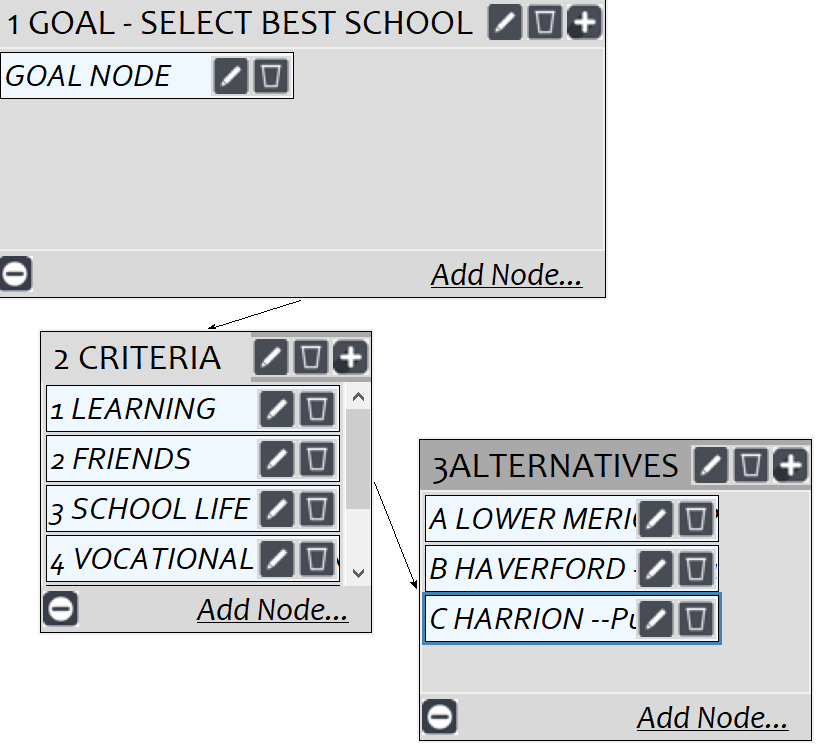 1 GOAL - SELECT BEST SCHOOL
GOAL NODE
Add Node...
2 CRITERIA
1 LEARNING
2 FRIENDS
3 SCHOOL LIFE
4 VOCATIONAL
Add Node...
3ALTERNATIVES
A LOWER
B HAVERFORD -
C HARRION --Pu
Add Node...